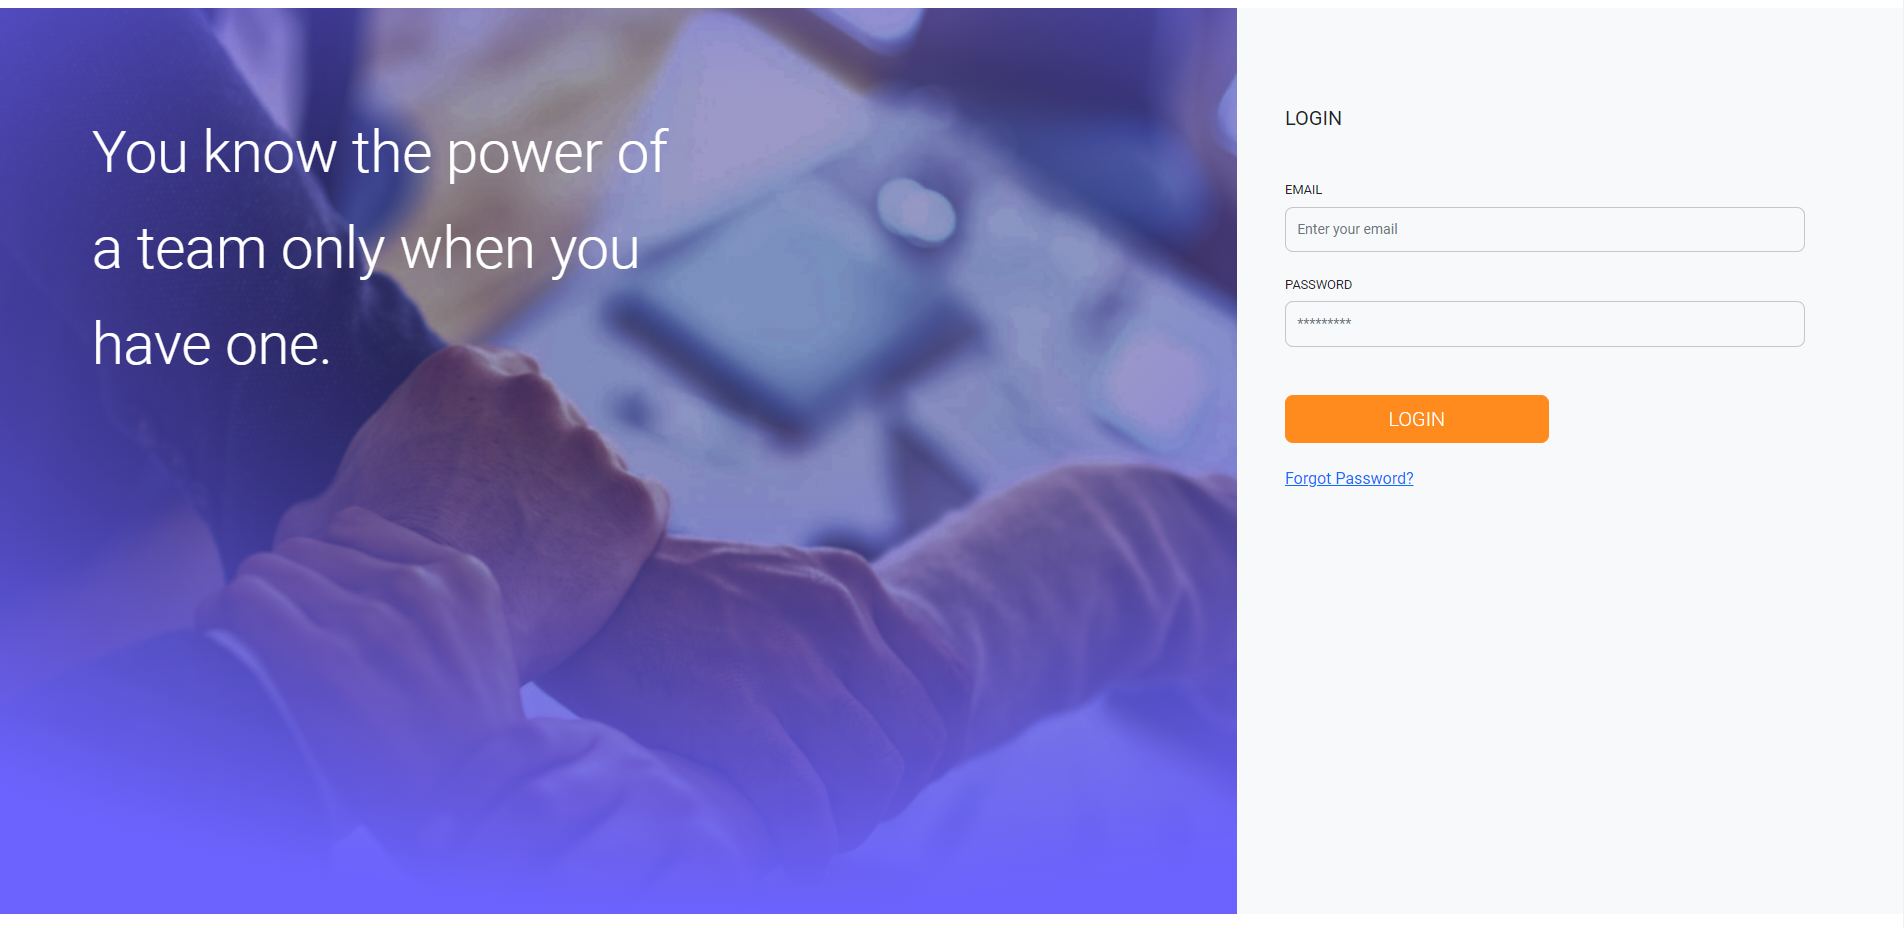 You know the power of
a team only when you
have one.
LOGIN
EMAIL
Enter your email
PASSWORD
*********
LOGIN
Forgot Password?